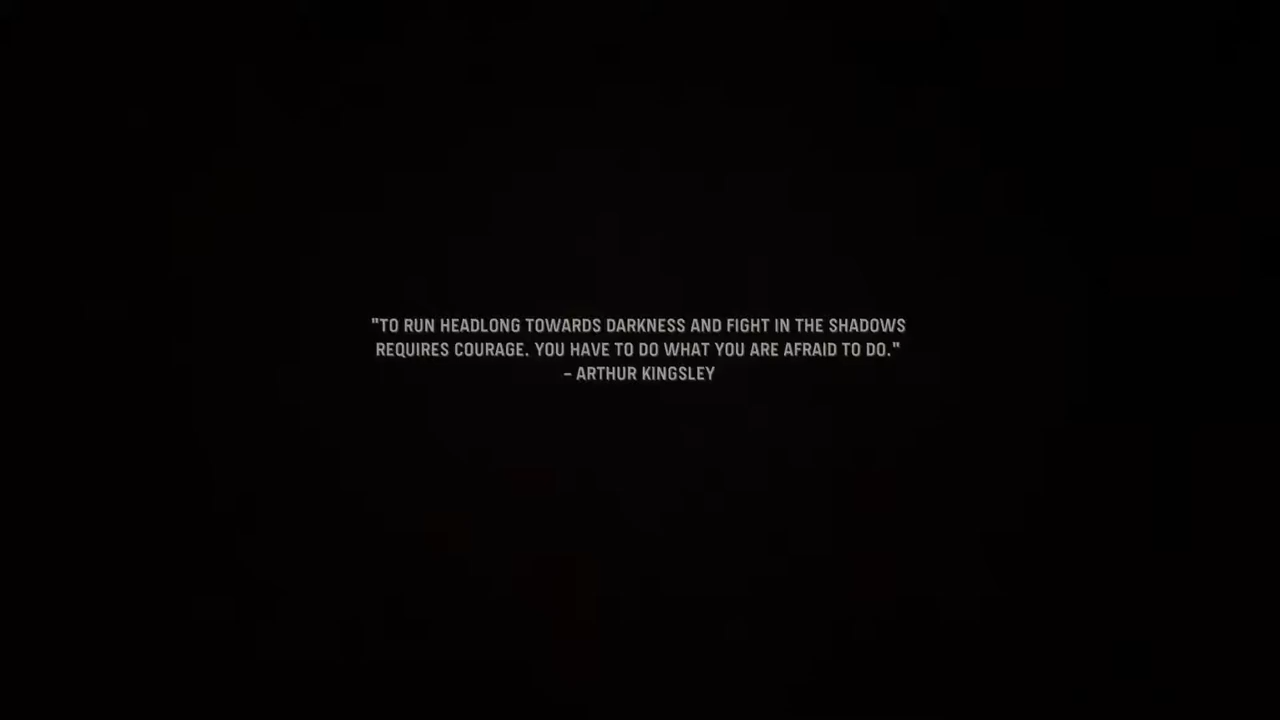 "TO RUN HEADLONG TOWARDS DARKNESS AND FIGHT IN THE SHADOWS
REQUIRES COURAGE. YOU HAVE TO DO WHAT YOU ARE AFRAID TO DO."
– ARTHUR KINGSLEY